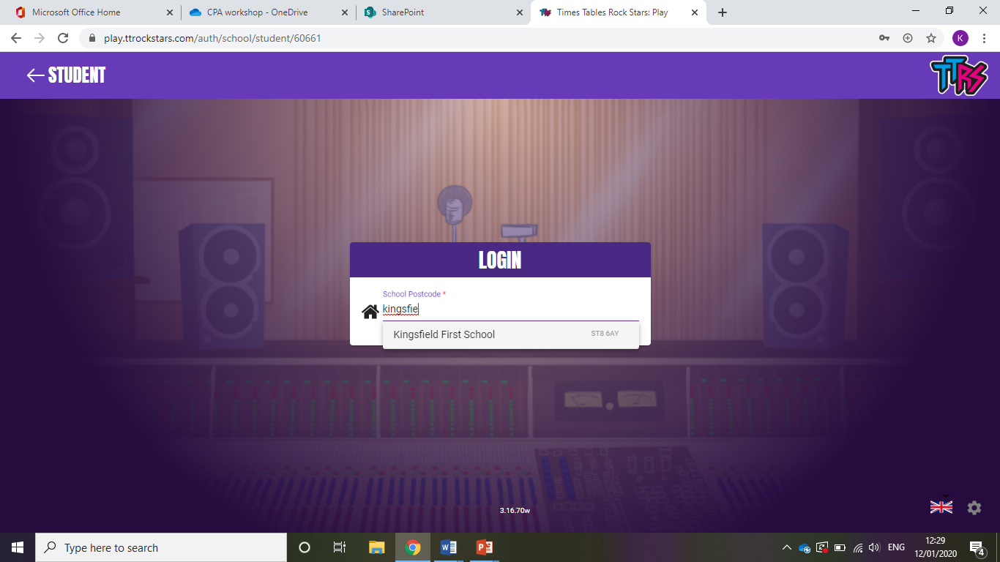 Microsoft Office Home
CPA workshop - OneDrive
SharePoint
Times Tables Rock Stars: Play
play.ttrockstars.com/auth/school/student/60661
K
STUDENT
TTRS
LOGIN
School Postcode *
kingsfie
Kingsfield First School ST8 6AY
3.16.70w
Type here to search
ENG
12:29
12/01/2020
4